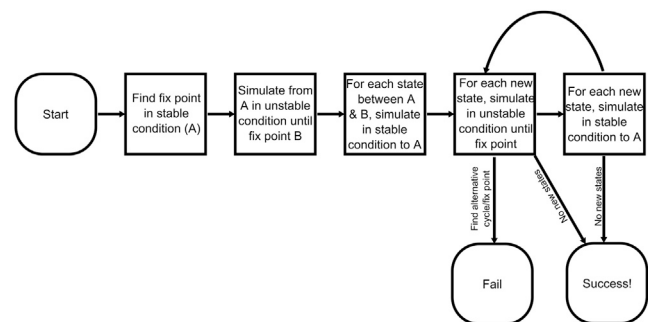 Start
Find fix point
in stable
condition (A)
Simulate from
A in unstable
condition until
fix point B
For each state
between A
& B, simulate
in stable
condition to A
For each new
state, simulate
in unstable
condition until
fix point
For each new
state, simulate
in stable
condition to A
Find alternative
cycle/fix point
No new states
No new states
Fail
Success!